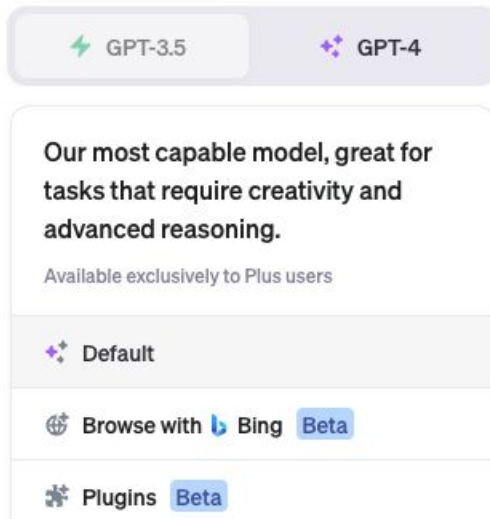 GPT-3.5 GPT-4
Our most capable model, great for
tasks that require creativity and
advanced reasoning.
Available exclusively to Plus users
Default
Browse with Bing Beta
Plugins Beta